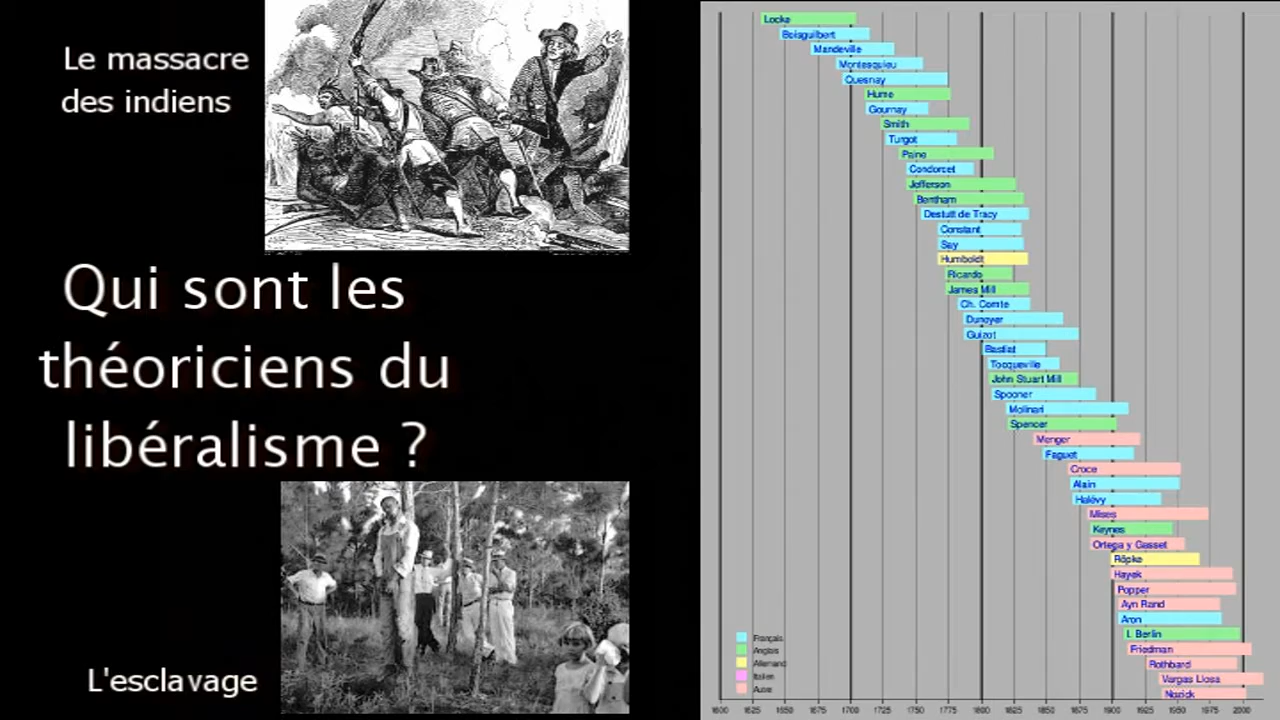 Le massacre
des indiens
Qui sont les
théoriciens du
libéralisme ?
L'esclavage
Locke
Boisguilbert
Mandeville
Montesquieu
Quesnay
Hume
Gournay
Smith
Turgot
Paine
Condorcet
Jefferson
Bentham
Destutt de Tracy
Constant
Say
Humboldt
Ricardo
James Mill
Ch. Comte
Dunoyer
Guizot
Bastiat
Tocqueville
John Stuart Mill
Spooner
Molinari
Spencer
Menger
Faguet
Croce
Alain
Halévy
Mises
Keynes
Ortega y Gasset
Röpke
Hayek
Popper
Ayn Rand
Aron
I. Berlin
Friedman
Rothbard
Vargas Llosa
Nozick
Français
Anglais
Allemand
Italien
Autre
1600 1625 1650 1675 1700 1725 1750 1775 1800 1825 1850 1875 1900 1925 1950 1975 2000